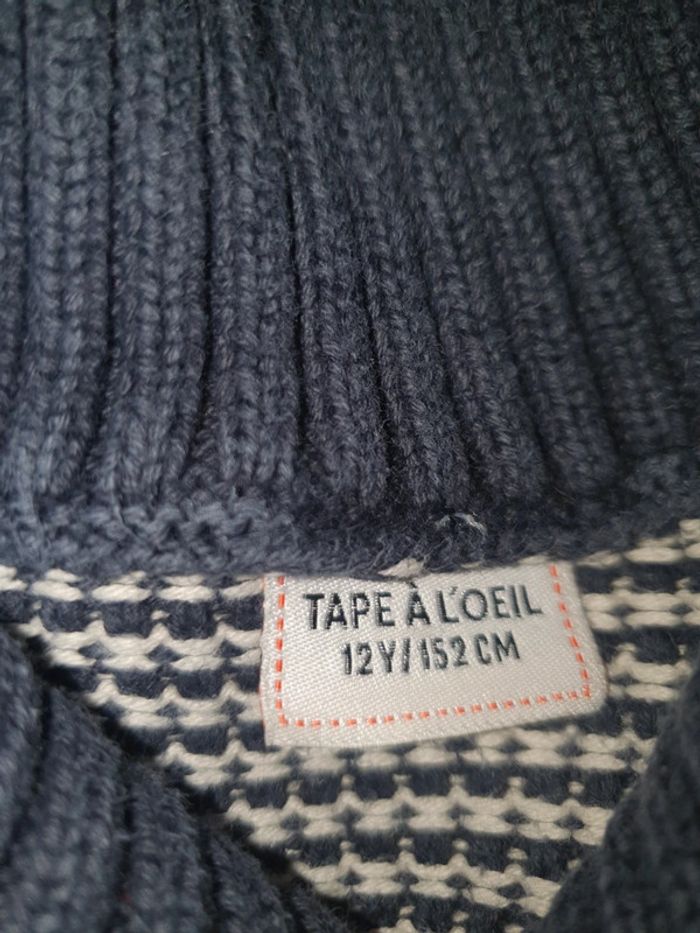 TAPE À L'OEIL
12Y/152 CM